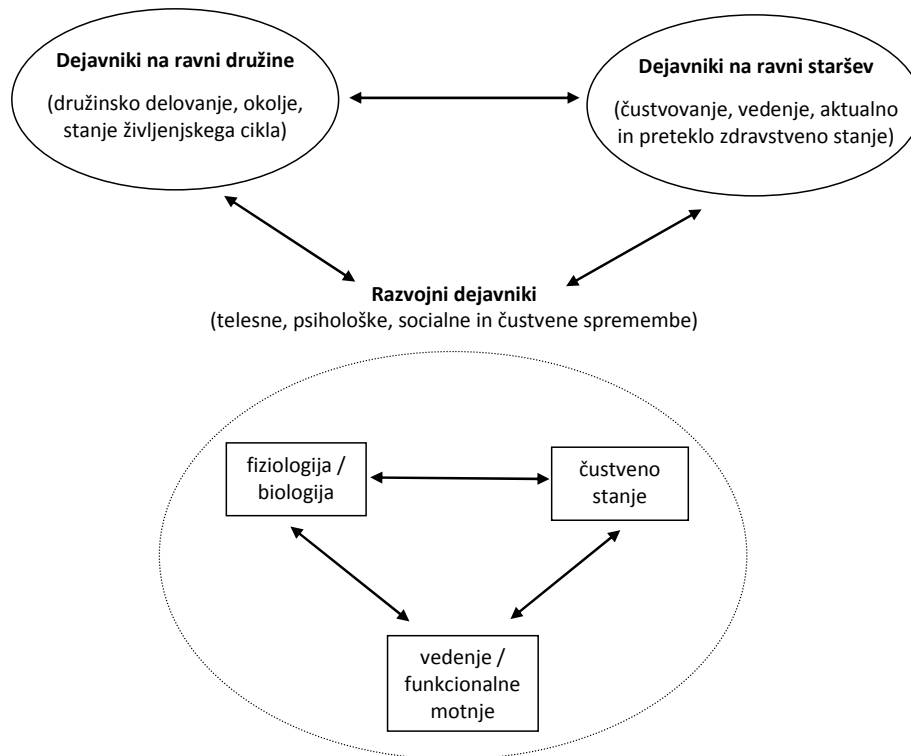 Dejavniki na ravni družine
(družinsko delovanje, okolje,
stanje življenjskega cikla)
Dejavniki na ravni staršev
(čustvovanje, vedenje, aktualno
in preteklo zdravstveno stanje)
Razvojni dejavniki
(telesne, psihološke, socialne in čustvene spremembe)
fiziologija /
biologija
čustveno
stanje
vedenje /
funkcionalne
motnje